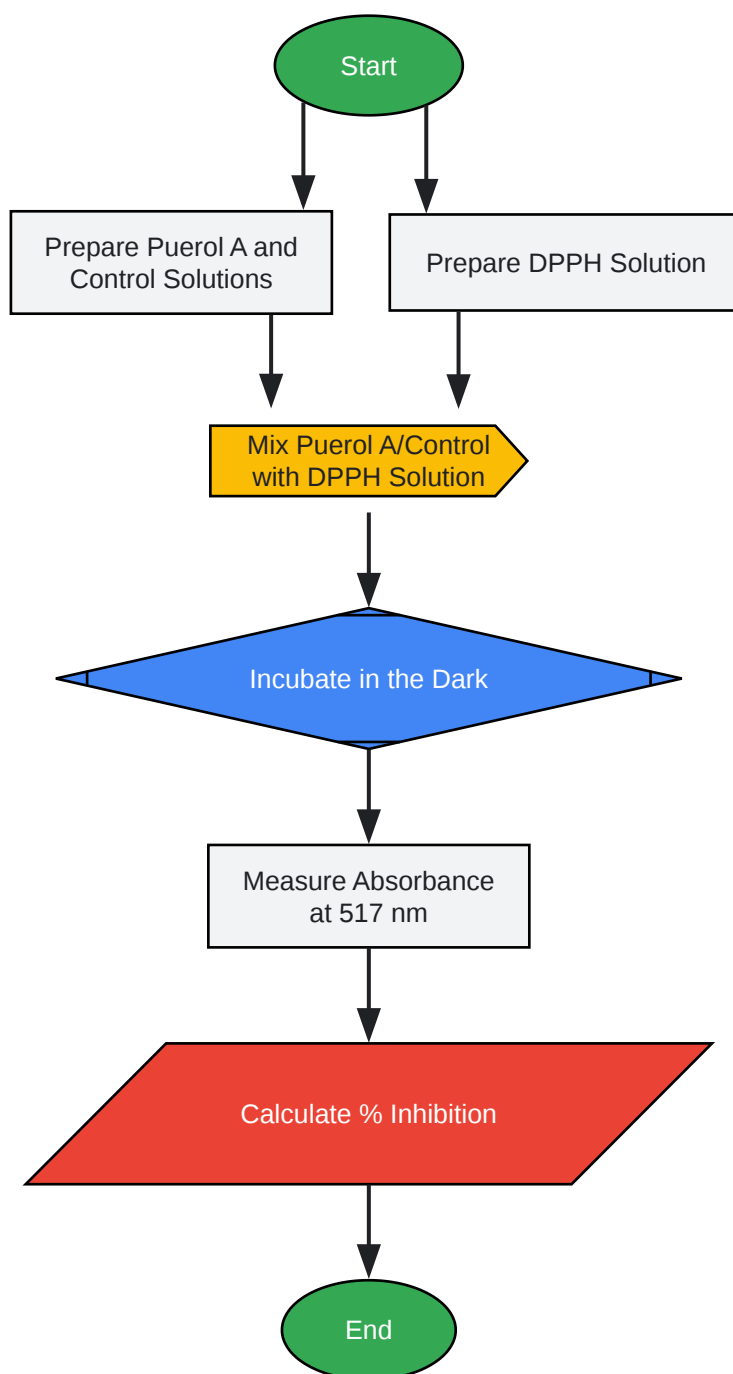 Start
Prepare Puerol A and
Control Solutions
Prepare DPPH Solution
Mix Puerol A/Control
with DPPH Solution
Incubate in the Dark
Measure Absorbance
at 517 nm
Calculate % Inhibition
End